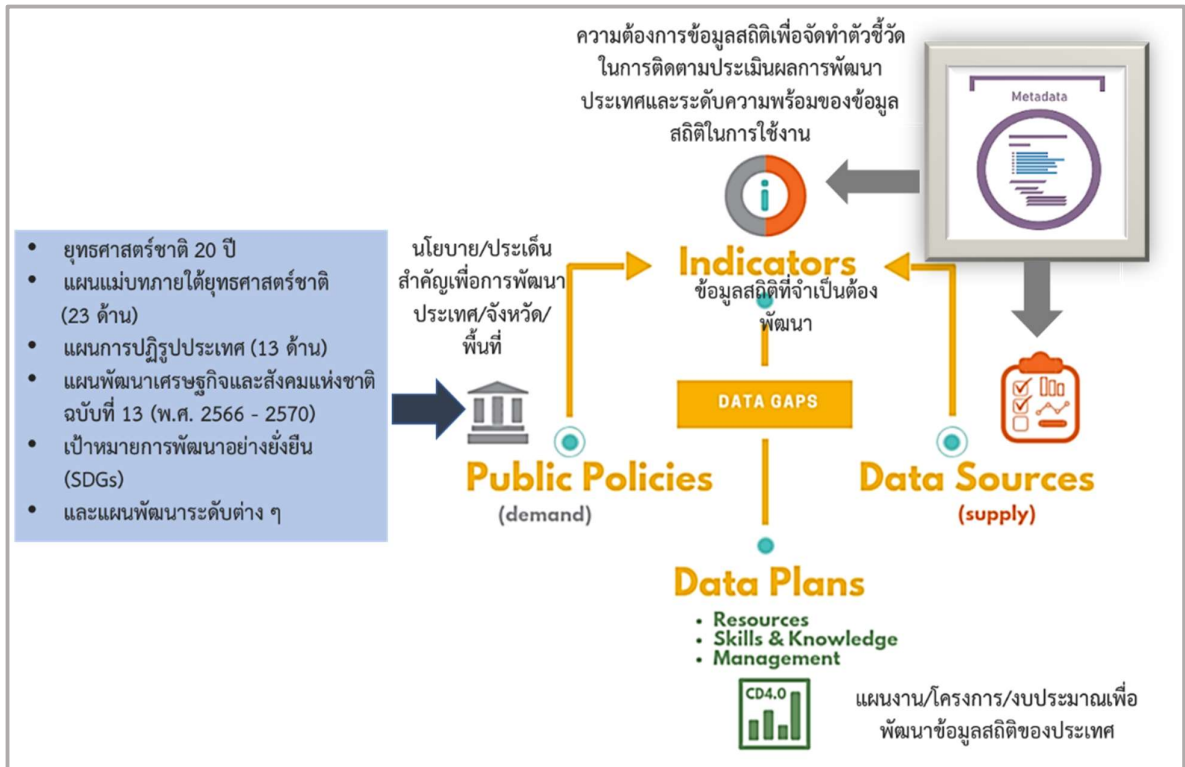 ความต้องการข้อมูลสถิติเพื่อจัดทำตัวชี้วัด
ในการติดตามประเมินผลการพัฒนา
ประเทศและระดับความพร้อมของข้อมูล
สถิติในการใช้งาน
Metadata
i
Indicators
ข้อมูลสถิติที่จำเป็นต้อง
พัฒนา
• ยุทธศาสตร์ชาติ 20 ปี
• แผนแม่บทภายใต้ยุทธศาสตร์ชาติ
(23 ด้าน)
• แผนการปฏิรูปประเทศ (13 ด้าน)
• แผนพัฒนาเศรษฐกิจและสังคมแห่งชาติ
ฉบับที่ 13 (พ.ศ. 2566 - 2570)
• เป้าหมายการพัฒนาอย่างยั่งยืน
(SDGs)
• และแผนพัฒนาระดับต่าง ๆ
นโยบาย/ประเด็น
สำคัญเพื่อการพัฒนา
ประเทศ/จังหวัด/
พื้นที่
DATA GAPS
Public Policies
(demand)
Data Sources
(supply)
Data Plans
• Resources
• Skills & Knowledge
• Management
CD4.0
แผนงาน/โครงการ/งบประมาณเพื่อ
พัฒนาข้อมูลสถิติของประเทศ